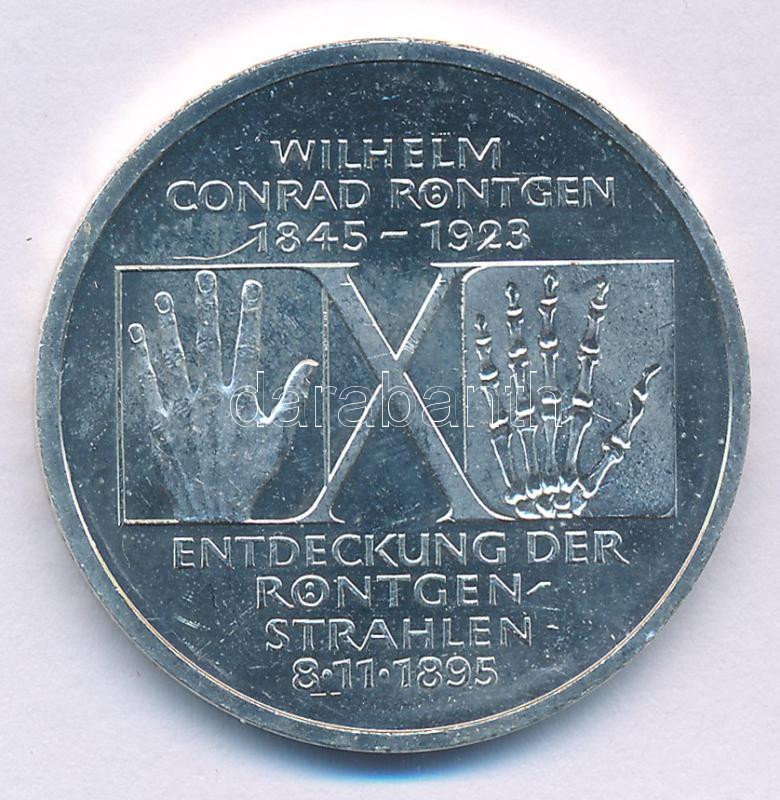 WILHELM
CONRAD RÖNTGEN
1845–1923
X
darabanth
ENTDECKUNG DER
RÖNTGEN-
STRAHLEN
8·11·1895